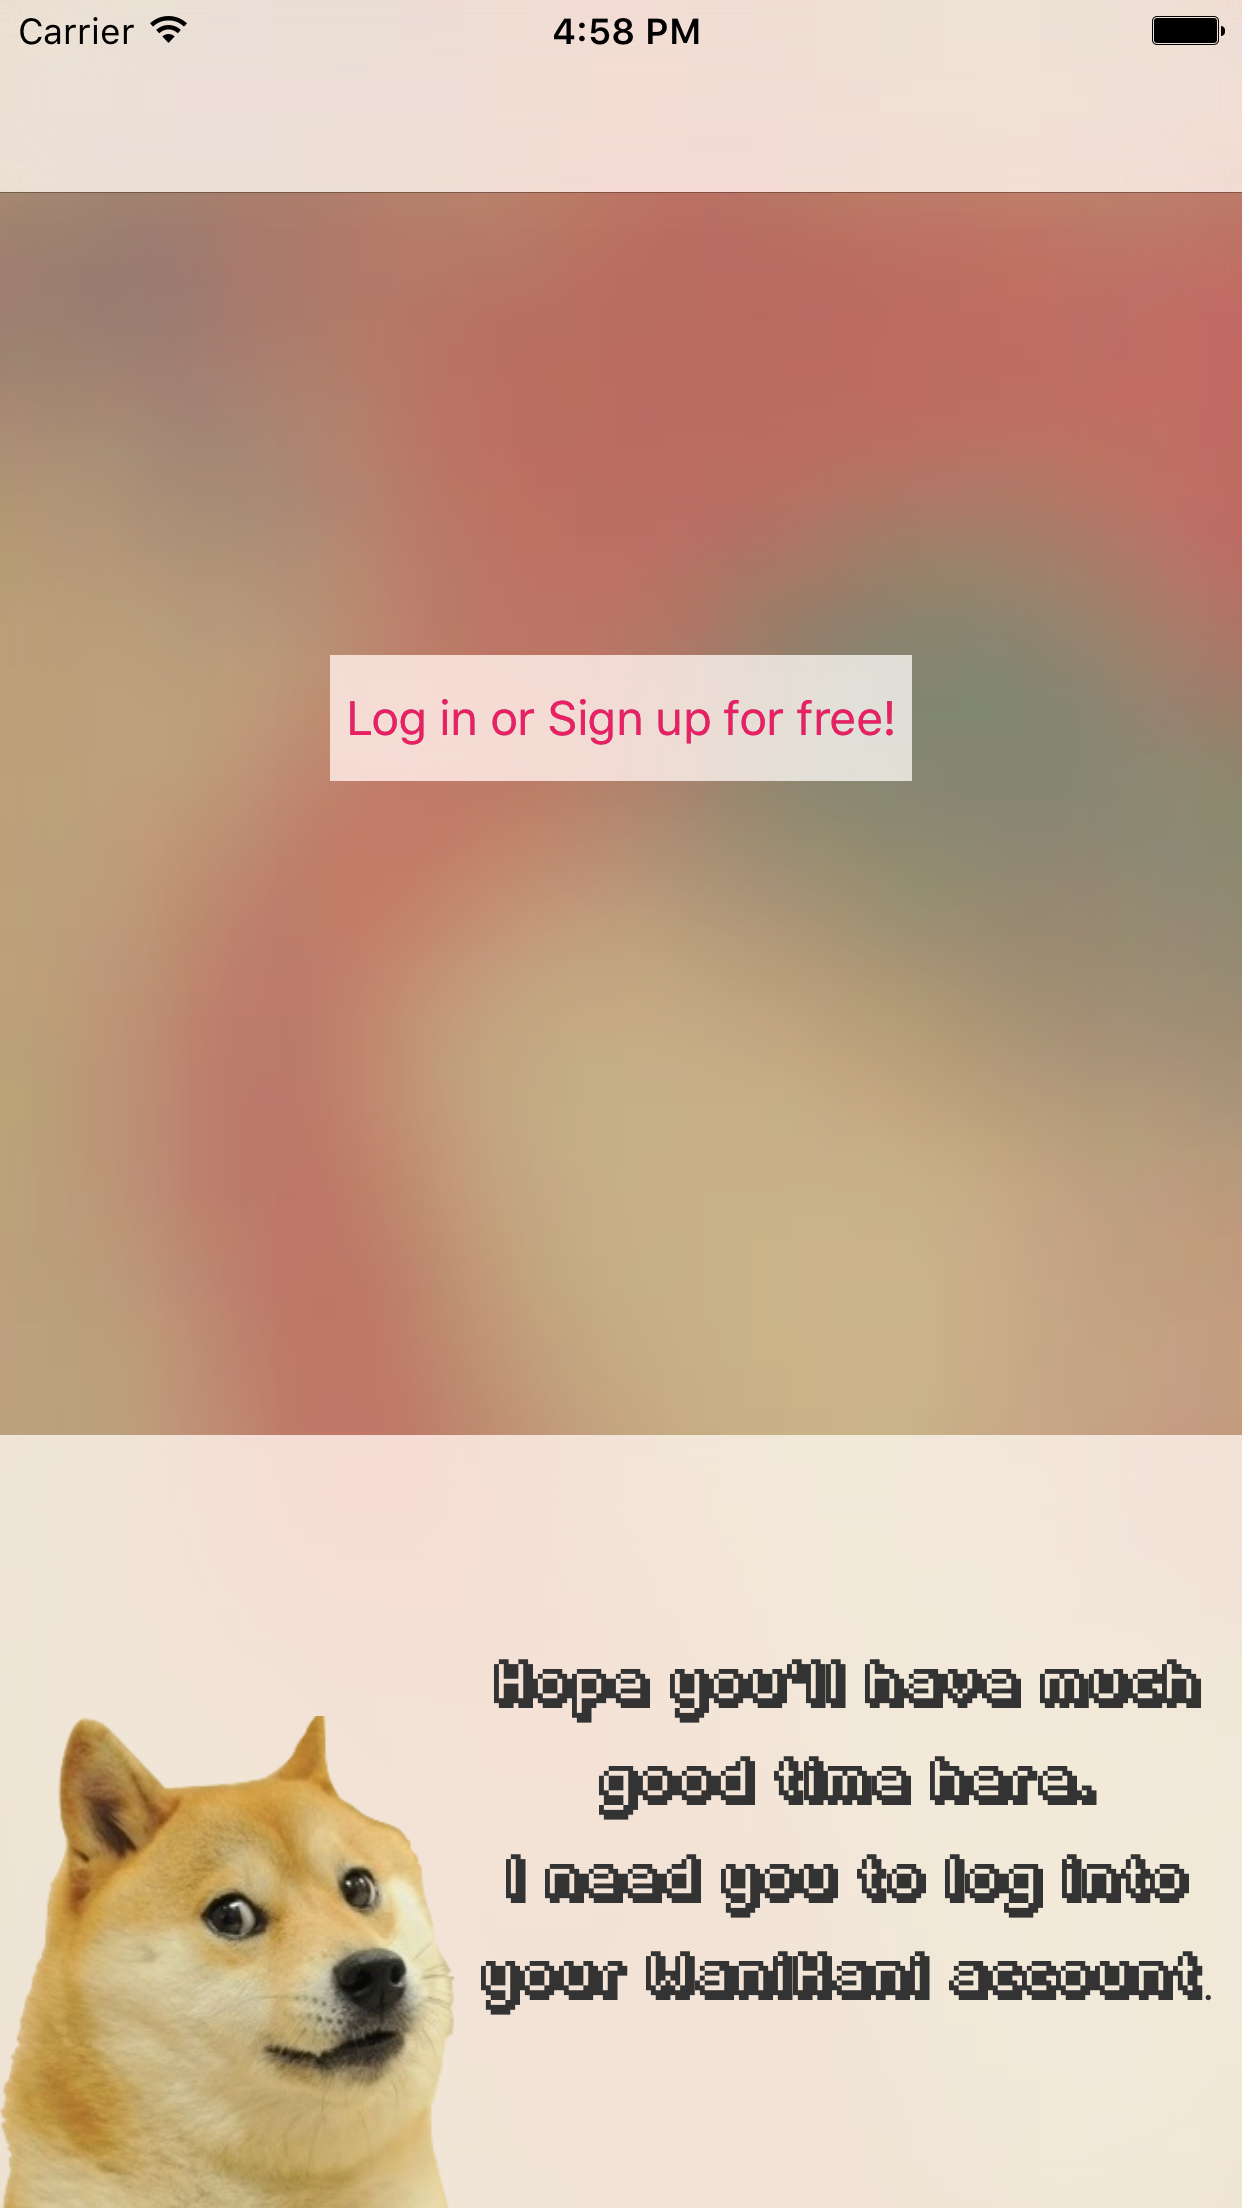 Carrier 4:58 PM
Log in or Sign up for free!
Hope you'll have much
good time here.
I need you to log into
your WaniKani account.